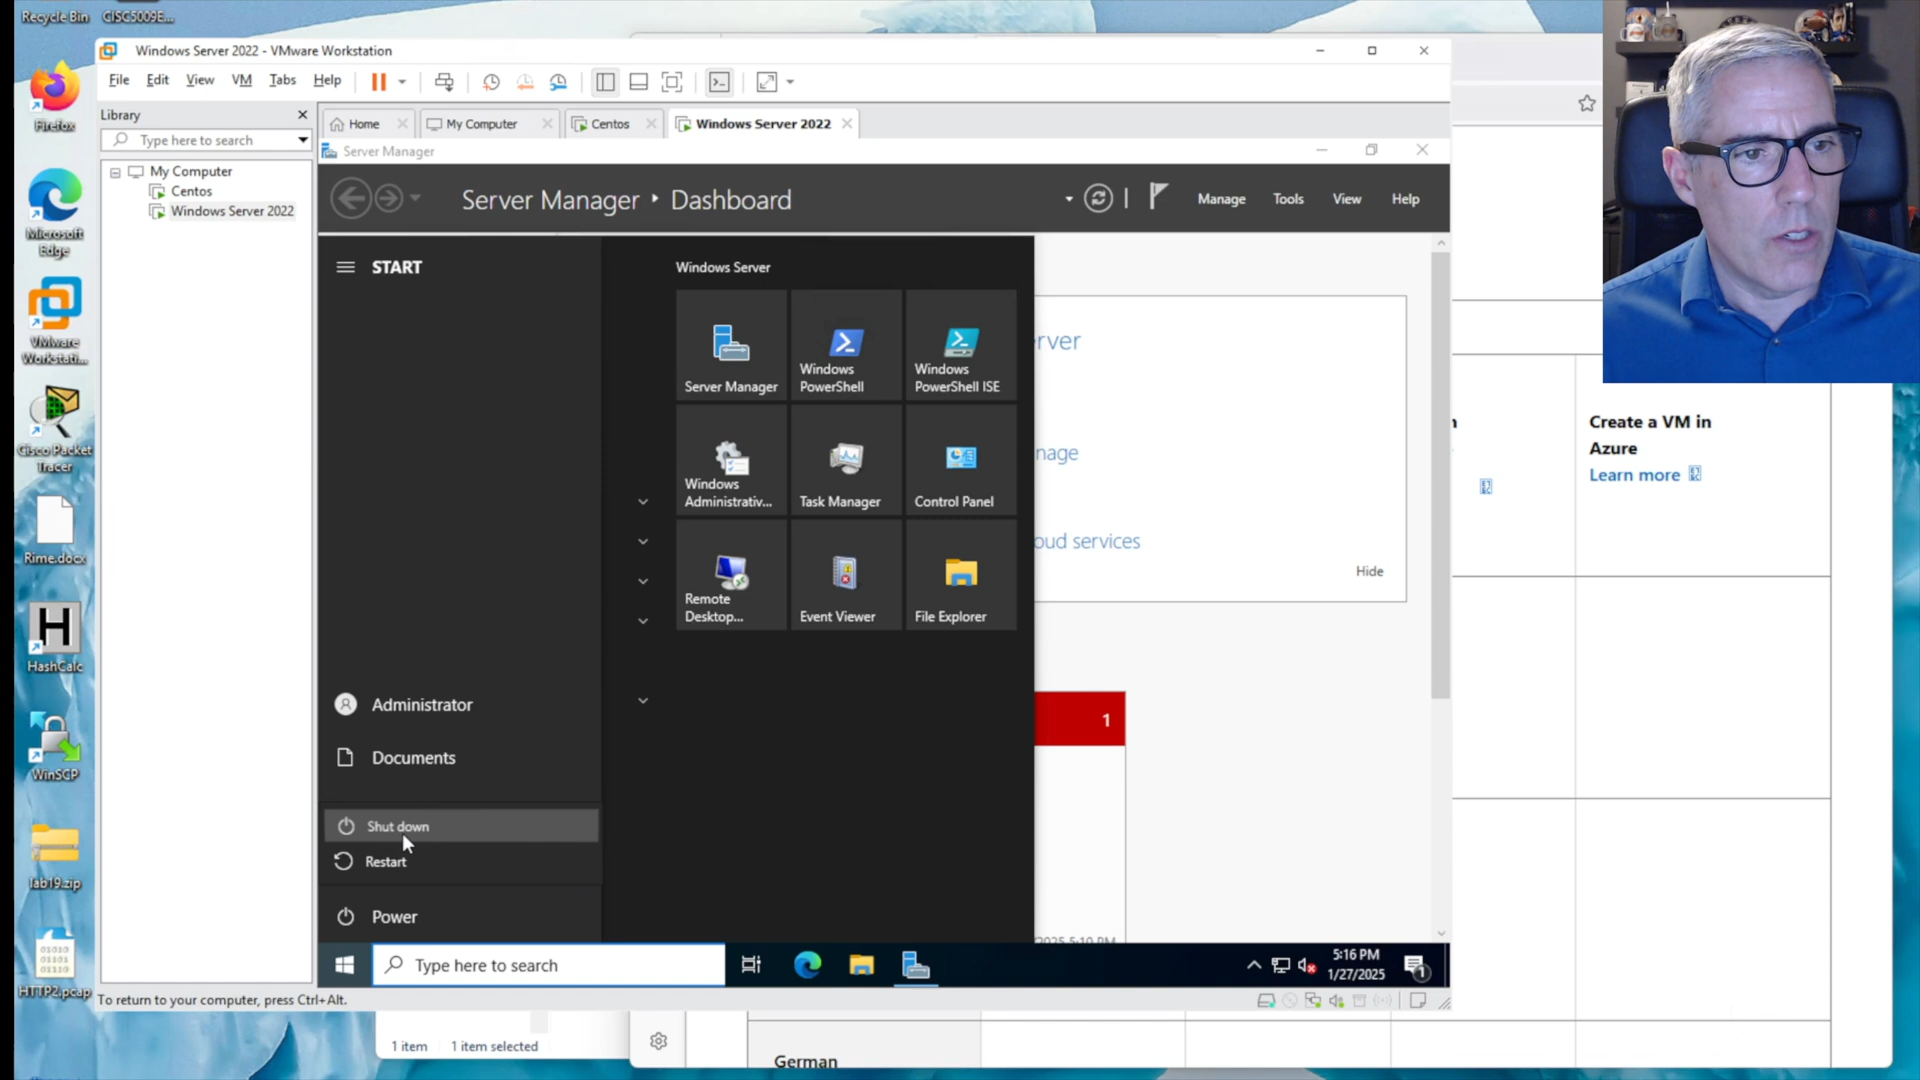 Recycle Bin
CISC5009E...
Windows Server 2022 - VMware Workstation
File Edit View VM Tabs Help
Library
Type here to search
Home
My Computer
Centos
Windows Server 2022
Server Manager
My Computer
Centos
Windows Server 2022
Server Manager
Dashboard
Manage Tools View Help
START
Windows Server
Server Manager
Windows
PowerShell
Windows
PowerShell ISE
Windows
Administrativ...
Task Manager
Control Panel
Remote
Desktop...
Event Viewer
File Explorer
rver
nage
oud services
Hide
1
Administrator
Documents
Shut down
Restart
Power
Type here to search
5:16 PM
1/27/2025
1
To return to your computer, press Ctrl+Alt.
Firefox
Microsoft
Edge
VMware
Workstati...
Cisco Packet
Tracer
Rime.docx
HashCalc
WinSCP
lab19.zip
HTTP2.pcap
Create a VM in
Azure
Learn more
1 item
1 item selected
German